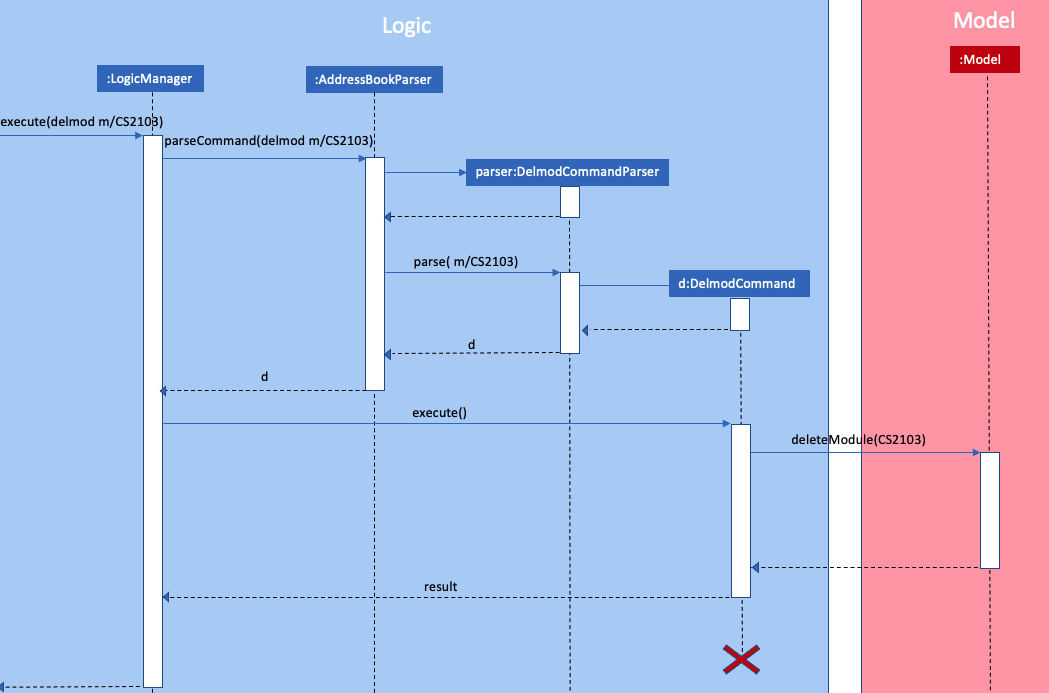 Logic
Model
:Model
:LogicManager
:AddressBookParser
execute(delmod m/CS2103)
parseCommand(delmod m/CS2103)
parser:DelmodCommandParser
parse( m/CS2103)
d:DelmodCommand
d
d
execute()
deleteModule(CS2103)
result